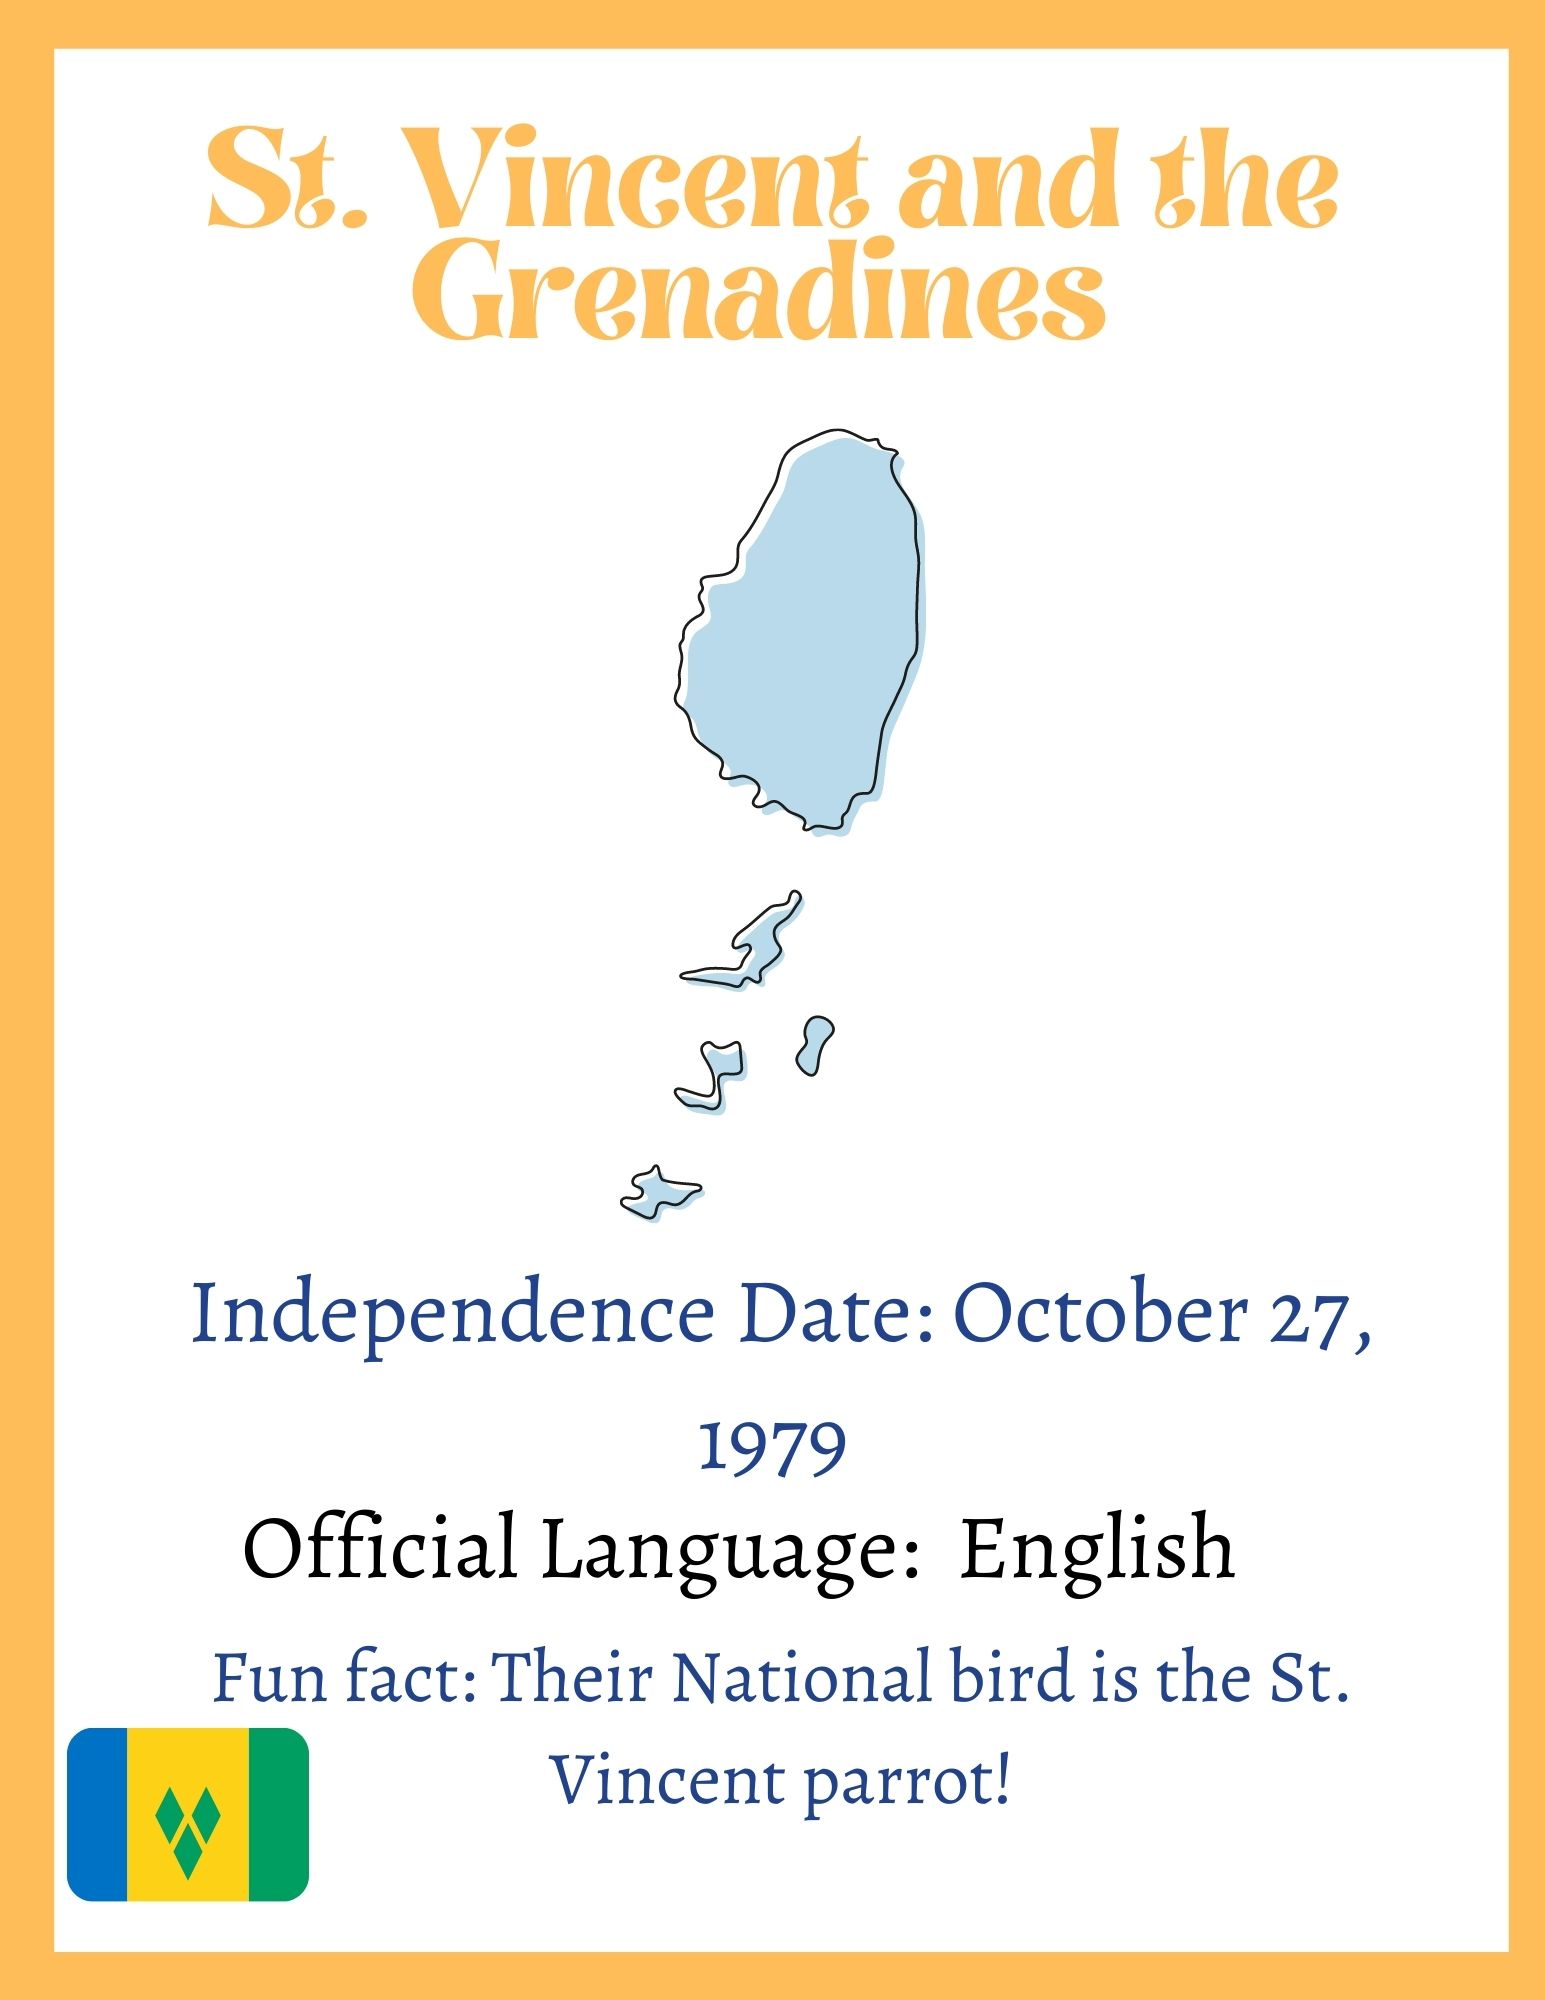 St. Vincent and the
Grenadines
Independence Date: October 27,
1979
Official Language:  English
Fun fact: Their National bird is the St.
Vincent parrot!